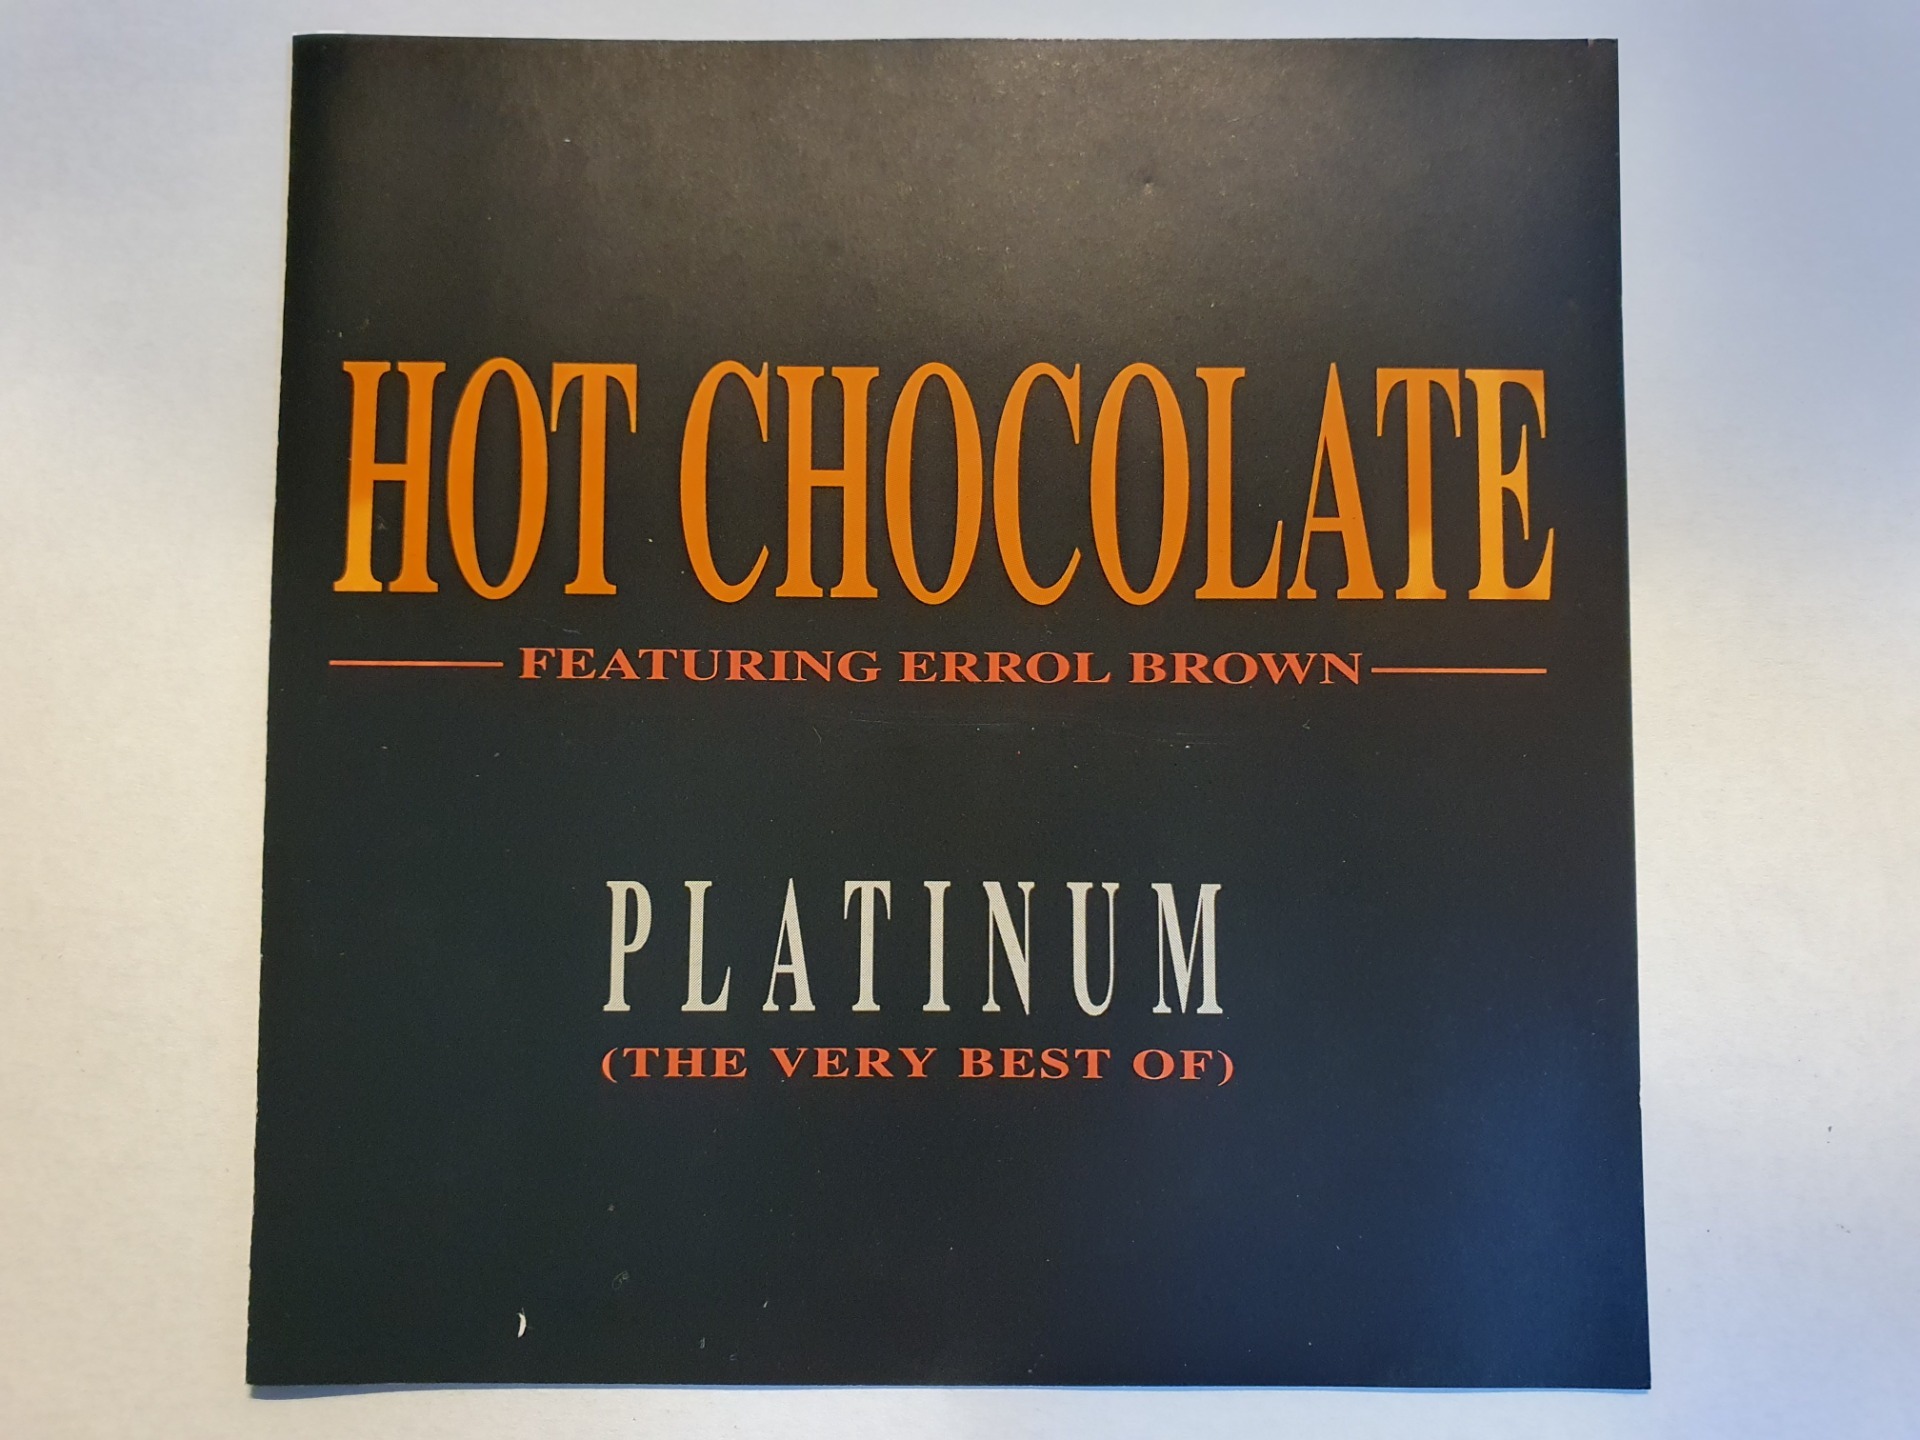 HOT CHOCOLATE
FEATURING ERROL BROWN
PLATINUM
(THE VERY BEST OF)